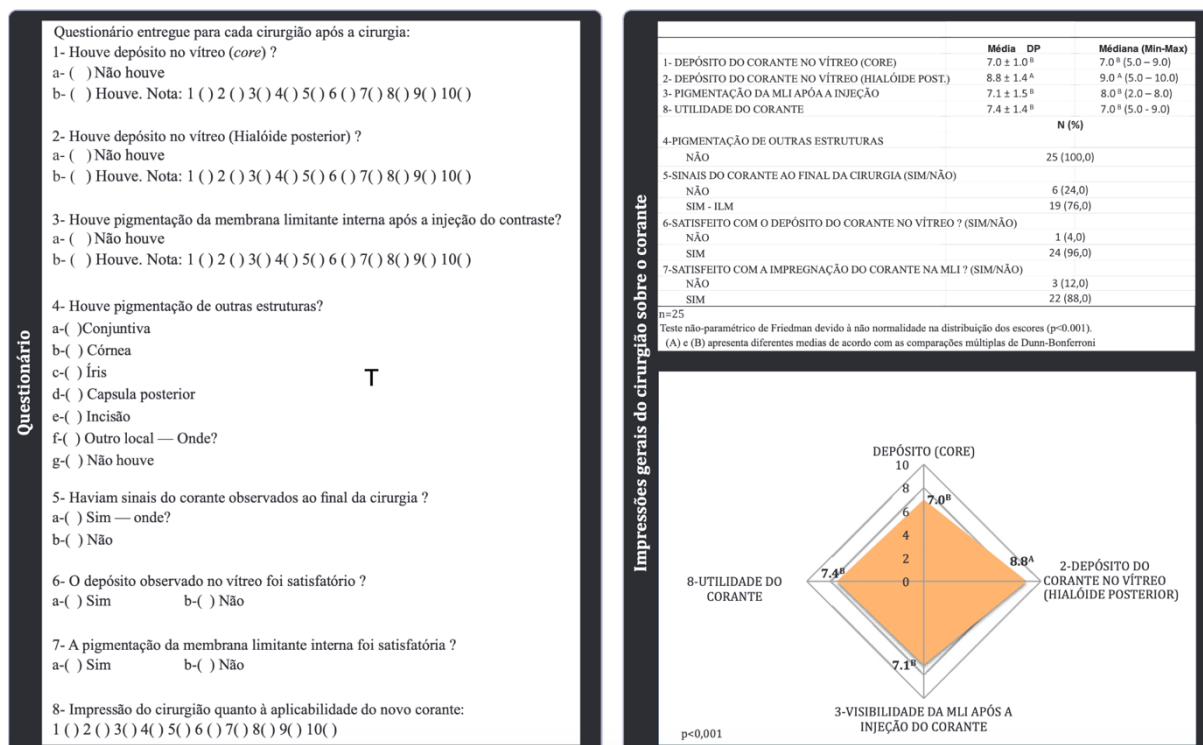 Questionário
Questionário entregue para cada cirurgião após a cirurgia:
1- Houve depósito no vítreo (core) ?
a- ( ) Não houve
b- ( ) Houve. Nota: 1 ( ) 2 ( ) 3( ) 4( ) 5( ) 6 ( ) 7( ) 8( ) 9( ) 10( )
2- Houve depósito no vítreo (Hialóide posterior) ?
a- ( ) Não houve
b- ( ) Houve. Nota: 1 ( ) 2 ( ) 3( ) 4( ) 5( ) 6 ( ) 7( ) 8( ) 9( ) 10( )
3- Houve pigmentação da membrana limitante interna após a injeção do contraste?
a- ( ) Não houve
b- ( ) Houve. Nota: 1 ( ) 2 ( ) 3( ) 4( ) 5( ) 6 ( ) 7( ) 8( ) 9( ) 10( )
4- Houve pigmentação de outras estruturas?
a-( )Conjuntiva
b-( ) Córnea
c-( ) Íris
d-( ) Capsula posterior
e-( ) Incisão
f-( ) Outro local — Onde?
g-( ) Não houve
T
5- Haviam sinais do corante observados ao final da cirurgia ?
a-( ) Sim — onde?
b-( ) Não
6- O depósito observado no vítreo foi satisfatório ?
a-( ) Sim b-( ) Não
7- A pigmentação da membrana limitante interna foi satisfatória ?
a-( ) Sim b-( ) Não
8- Impressão do cirurgião quanto à aplicabilidade do novo corante:
1 ( ) 2 ( ) 3( ) 4( ) 5( ) 6 ( ) 7( ) 8( ) 9( ) 10( )
Impressões gerais do cirurgião sobre o corante
Média DP Médiana (Min-Max)
1- DEPÓSITO DO CORANTE NO VÍTREO (CORE) 7.0 ± 1.0 B 7.0 B (5.0 – 9.0)
2- DEPÓSITO DO CORANTE NO VÍTREO (HIALÓIDE POST.) 8.8 ± 1.4 A 9.0 A (5.0 – 10.0)
3- PIGMENTAÇÃO DA MLI APÓA A INJEÇÃO 7.1 ± 1.5 B 8.0 B (2.0 – 8.0)
8- UTILIDADE DO CORANTE 7.4 ± 1.4 B 7.0 B (5.0 - 9.0)
N (%)
4-PIGMENTAÇÃO DE OUTRAS ESTRUTURAS
NÃO 25 (100,0)
5-SINAIS DO CORANTE AO FINAL DA CIRURGIA (SIM/NÃO)
NÃO 6 (24,0)
SIM - ILM 19 (76,0)
6-SATISFEITO COM O DEPÓSITO DO CORANTE NO VÍTREO ? (SIM/NÃO)
NÃO 1 (4,0)
SIM 24 (96,0)
7-SATISFEITO COM A IMPREGNAÇÃO DO CORANTE NA MLI ? (SIM/NÃO)
NÃO 3 (12,0)
SIM 22 (88,0)
n=25
Teste não-paramétrico de Friedman devido à não normalidade na distribuição dos escores (p<0.001).
(A) e (B) apresenta diferentes medias de acordo com as comparações múltiplas de Dunn-Bonferroni
DEPÓSITO (CORE)
10
8
7.0B
6
4
2
8.8A
0
7.4B
8-UTILIDADE DO
CORANTE
2-DEPÓSITO DO
CORANTE NO VÍTREO
(HIALÓIDE POSTERIOR)
7.1B
3-VISIBILIDADE DA MLI APÓS A
INJEÇÃO DO CORANTE
p<0,001